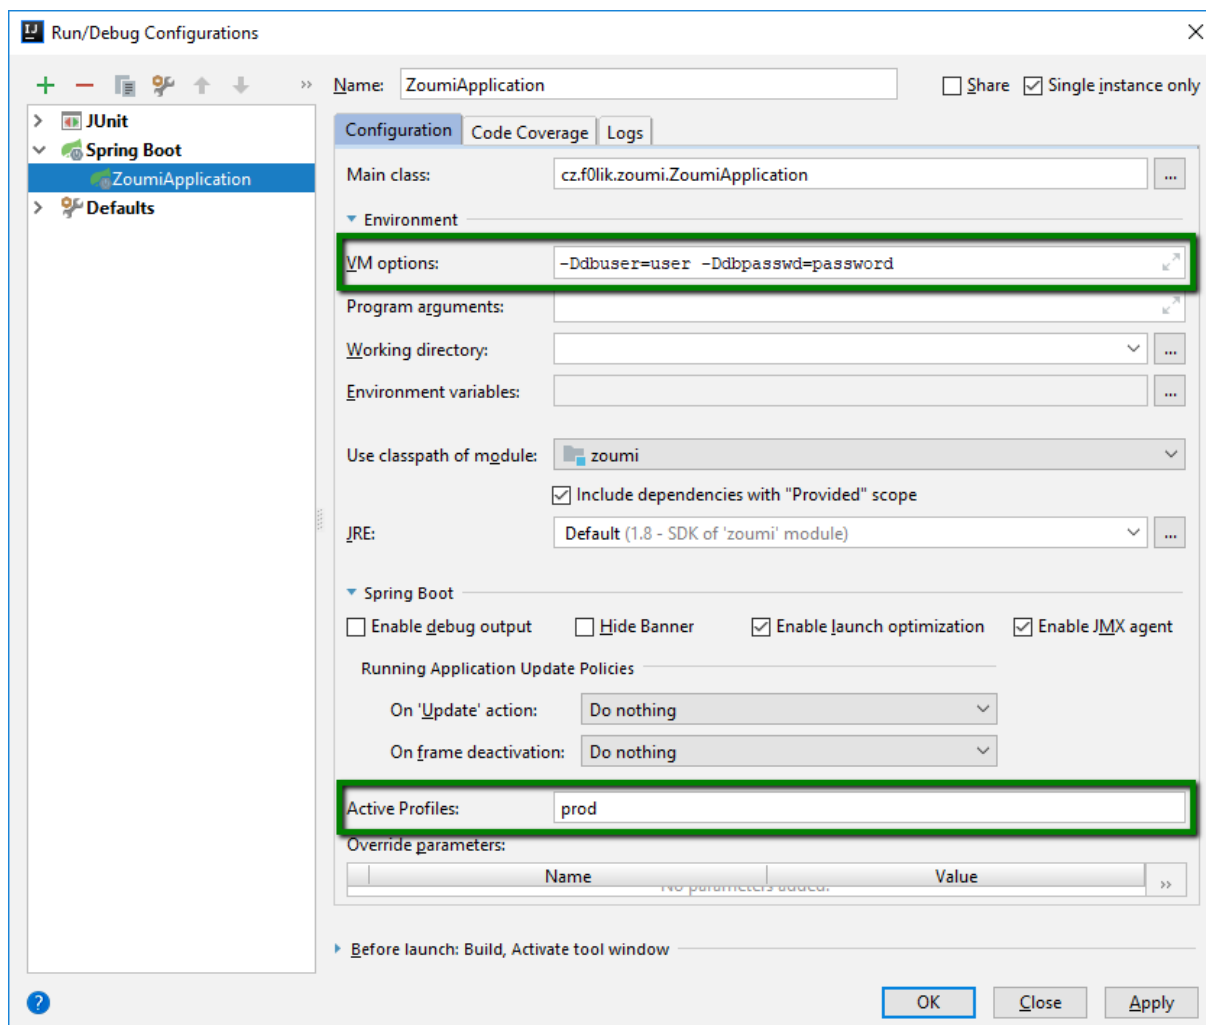 Run/Debug Configurations
Name: ZoumiApplication Share Single instance only
JUnit
Spring Boot
ZoumiApplication
Defaults
Configuration Code Coverage Logs
Main class: cz.f0lik.zoumi.ZoumiApplication ...
Environment
VM options: -Ddbuser=user -Ddbpasswd=password
Program arguments:
Working directory: ...
Environment variables: ...
Use classpath of module: zoumi
Include dependencies with "Provided" scope
JRE: Default (1.8 - SDK of 'zoumi' module) ...
Spring Boot
Enable debug output Hide Banner Enable launch optimization Enable JMX agent
Running Application Update Policies
On 'Update' action: Do nothing
On frame deactivation: Do nothing
Active Profiles: prod
Override parameters:
Name Value
No parameters added.
Before launch: Build, Activate tool window
? OK Close Apply